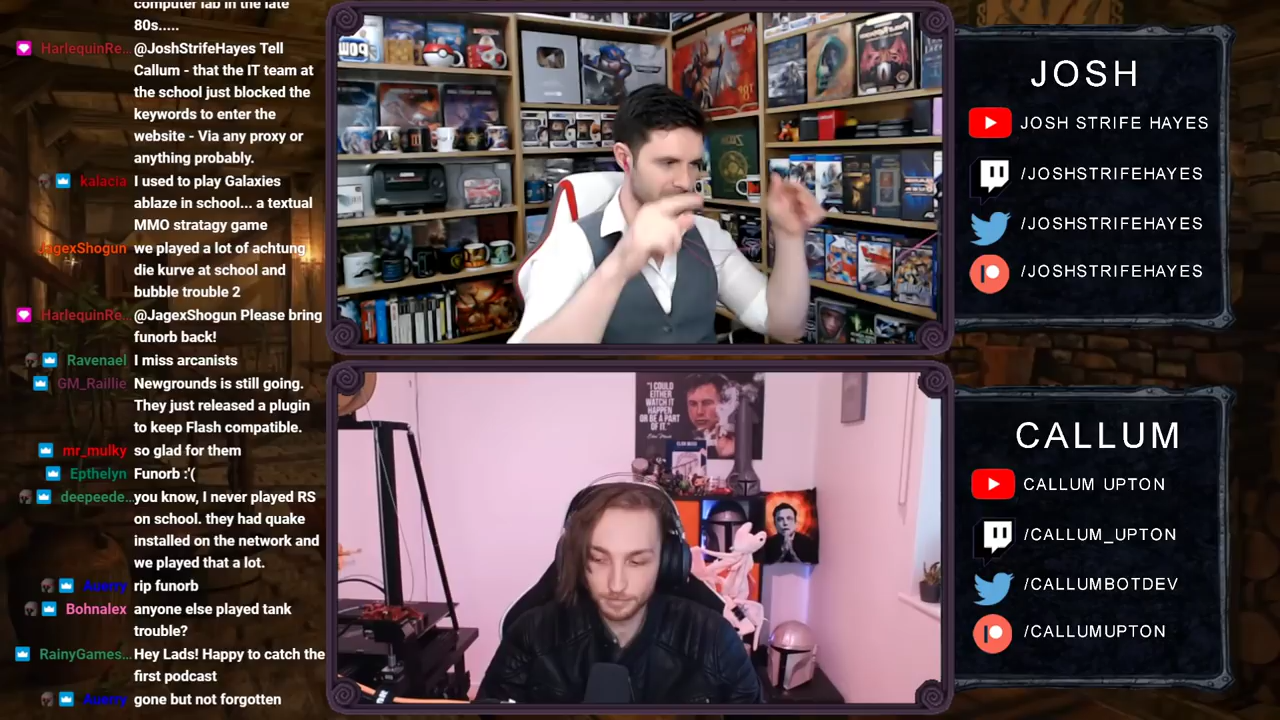 computer lab in the late
80s.....
HarlequinRe... @JoshStrifeHayes Tell
Callum - that the IT team at
the school just blocked the
keywords to enter the
website - Via any proxy or
anything probably.
kalacia I used to play Galaxies
ablaze in school... a textual
MMO stratagy game
JagexShogun we played a lot of achtung
die kurve at school and
bubble trouble 2
HarlequinRe... @JagexShogun Please bring
funorb back!
Ravenael I miss arcanists
GM_Raillie Newgrounds is still going.
They just released a plugin
to keep Flash compatible.
mr_mulky so glad for them
Epthelyn Funorb :'(
deepeede... you know, I never played RS
on school. they had quake
installed on the network and
we played that a lot.
rip funorb
Bohnalex anyone else played tank
trouble?
RainyGames... Hey Lads! Happy to catch the
first podcast
gone but not forgotten
JOSH
JOSH STRIFE HAYES
/JOSHSTRIFEHAYES
/JOSHSTRIFEHAYES
/JOSHSTRIFEHAYES
"I COULD
EITHER
WATCH IT
HAPPEN
OR BE A PART
OF IT."
CALLUM
CALLUM UPTON
/CALLUM_UPTON
/CALLUMBOTDEV
/CALLUMUPTON